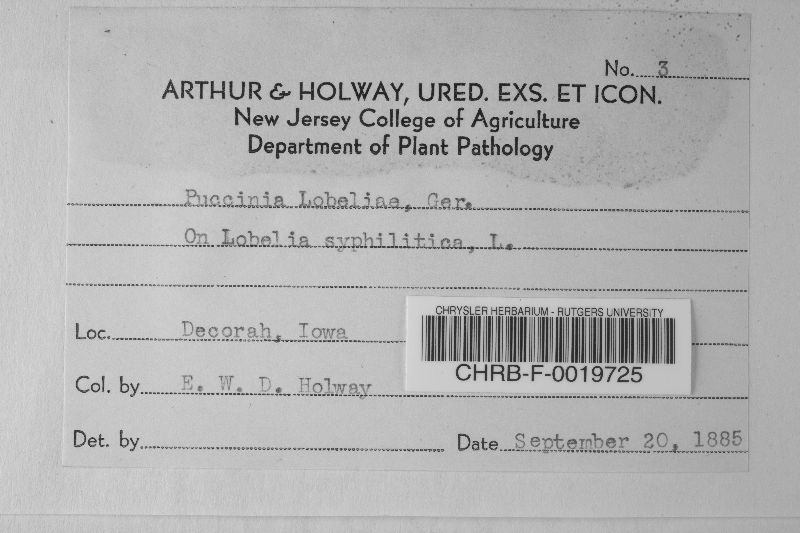 No. 3
ARTHUR & HOLWAY, URED. EXS. ET ICON.
New Jersey College of Agriculture
Department of Plant Pathology
Puccinia Lobeliae, Ger.
On Lobelia syphilitica, L.
Loc. Decorah, Iowa
CHRYSLER HERBARIUM - RUTGERS UNIVERSITY
CHRB-F-0019725
Col. by E. W. D. Holway
Det. by
Date September 20, 1885